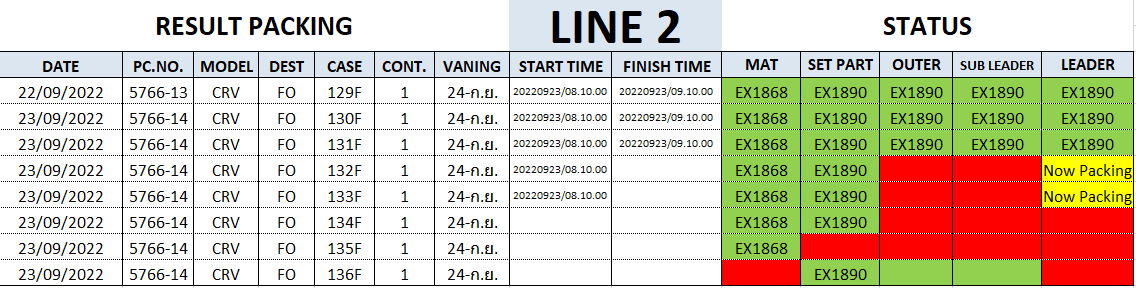 RESULT PACKING LINE 2 STATUS
DATE PC.NO. MODEL DEST CASE CONT. VANING START TIME FINISH TIME MAT SET PART OUTER SUB LEADER LEADER
22/09/2022 5766-13 CRV FO 129F 1 24-ก.ย. 20220923/08.10.00 20220923/09.10.00 EX1868 EX1890 EX1890 EX1890 EX1890
23/09/2022 5766-14 CRV FO 130F 1 24-ก.ย. 20220923/08.10.00 20220923/09.10.00 EX1868 EX1890 EX1890 EX1890 EX1890
23/09/2022 5766-14 CRV FO 131F 1 24-ก.ย. 20220923/08.10.00 20220923/09.10.00 EX1868 EX1890 EX1890 EX1890 EX1890
23/09/2022 5766-14 CRV FO 132F 1 24-ก.ย. 20220923/08.10.00 EX1868 EX1890 Now Packing
23/09/2022 5766-14 CRV FO 133F 1 24-ก.ย. 20220923/08.10.00 EX1868 EX1890 Now Packing
23/09/2022 5766-14 CRV FO 134F 1 24-ก.ย. EX1868 EX1890
23/09/2022 5766-14 CRV FO 135F 1 24-ก.ย. EX1868
23/09/2022 5766-14 CRV FO 136F 1 24-ก.ย. EX1890